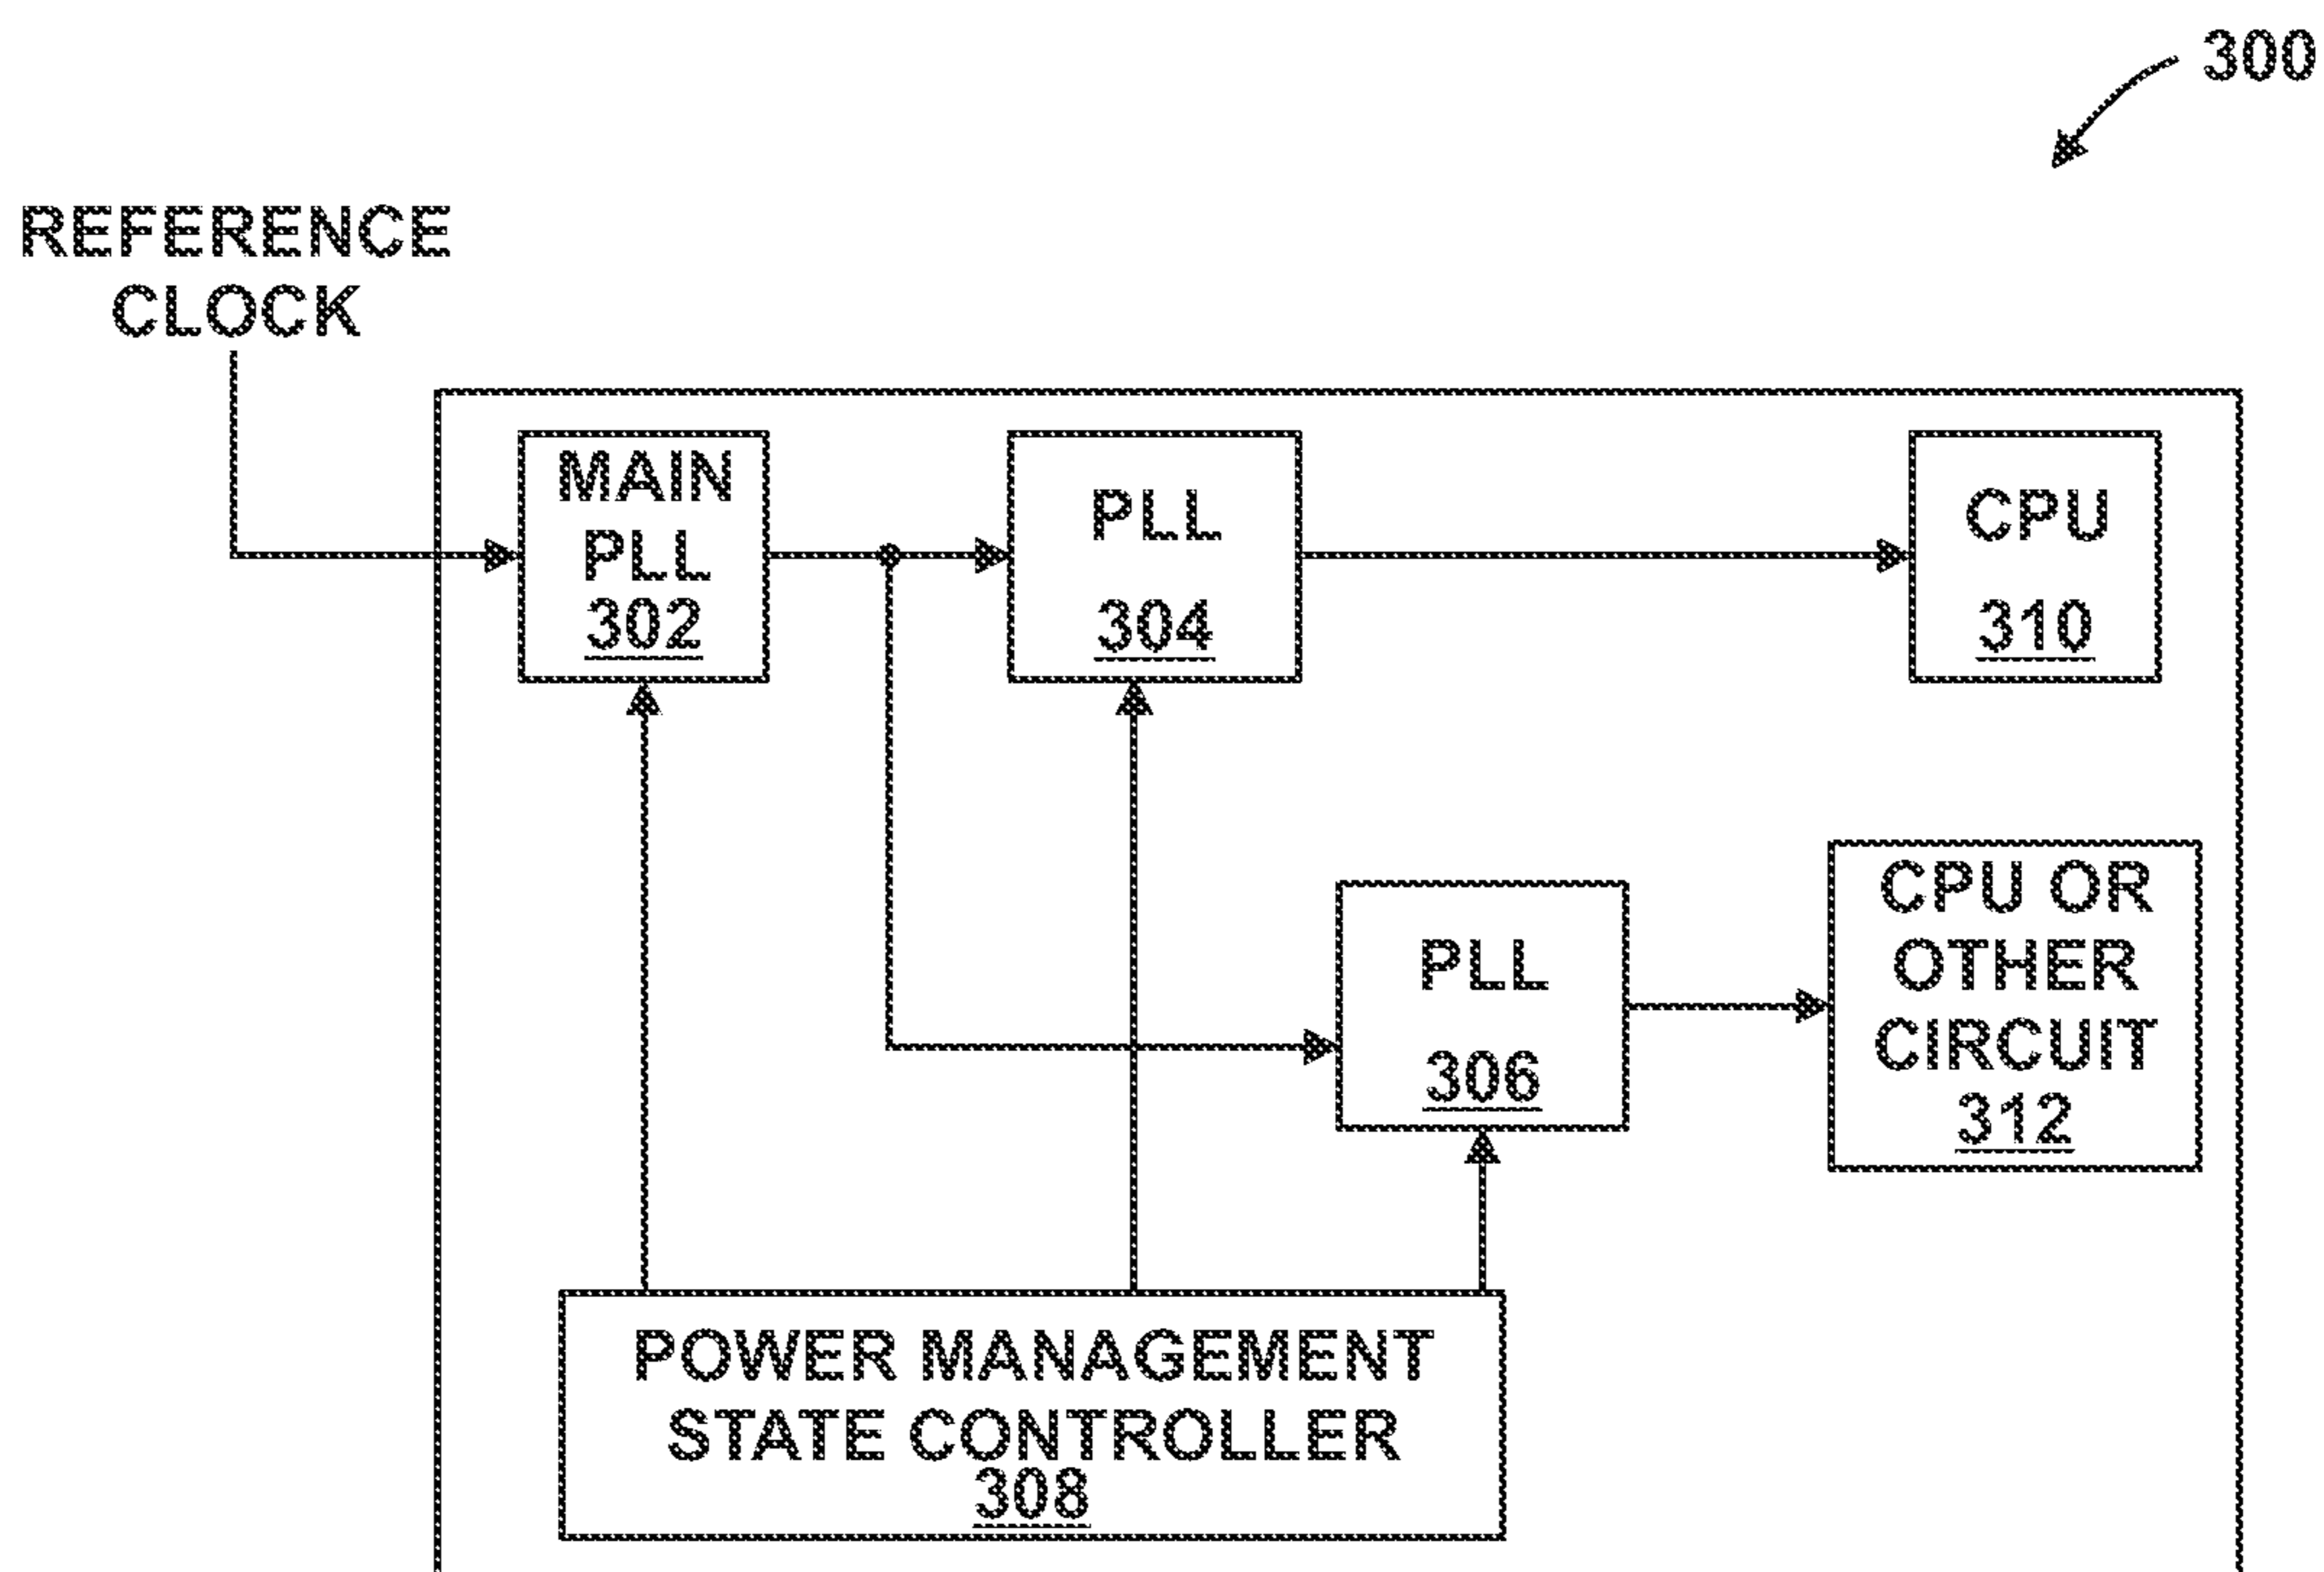 300
REFERENCE
CLOCK
MAIN
PLL
302
PLL
304
CPU
310
PLL
306
CPU OR
OTHER
CIRCUIT
312
POWER MANAGEMENT
STATE CONTROLLER
308